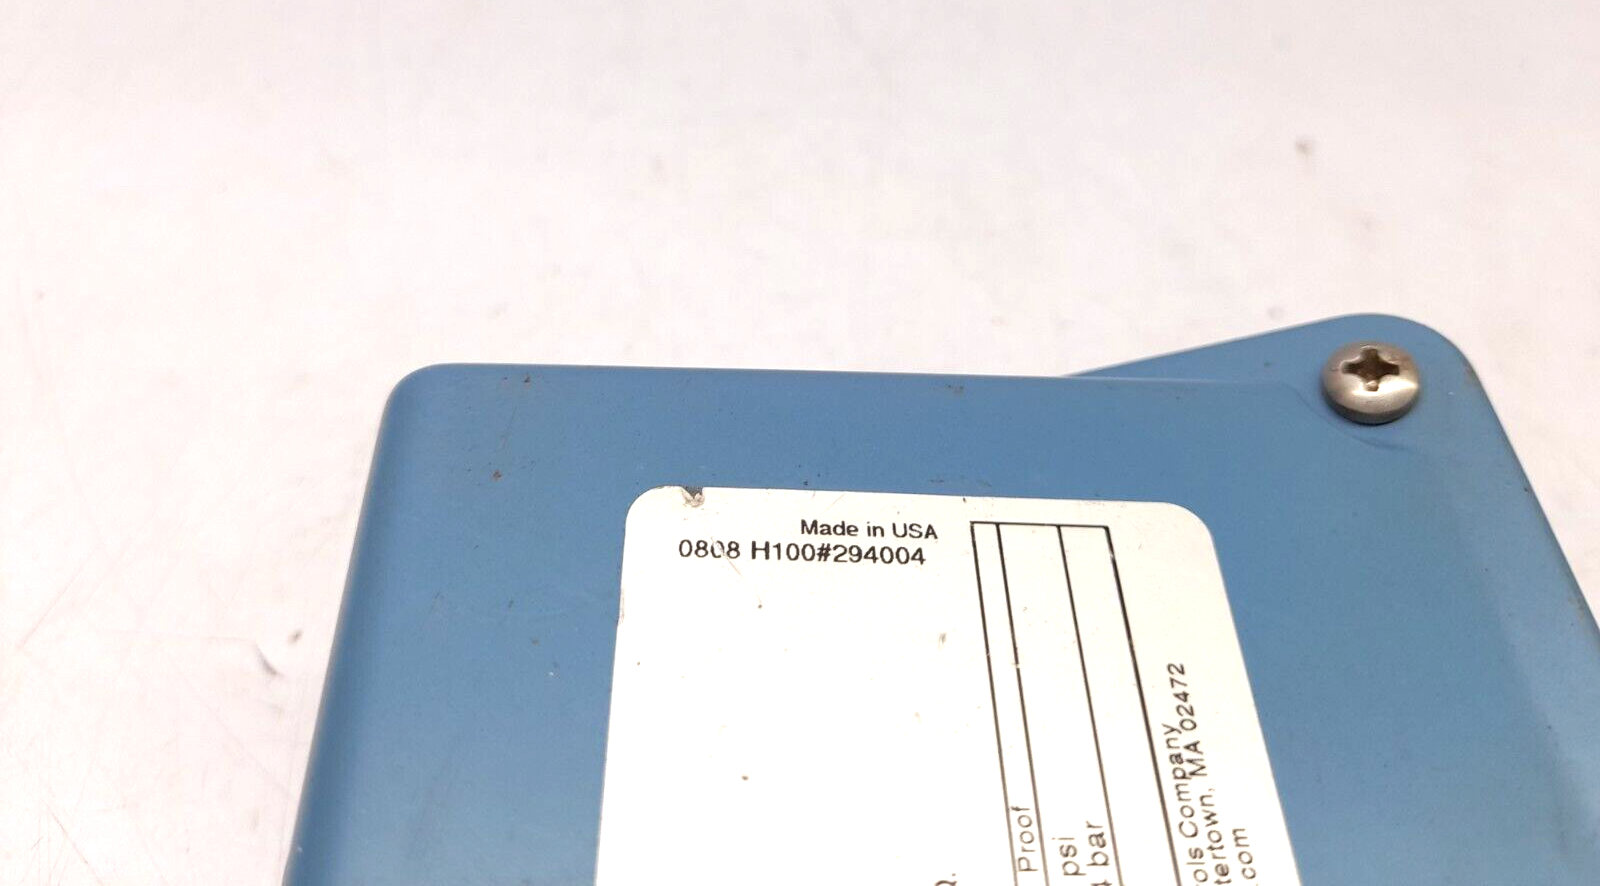 Made in USA
0808 H100#294004
Proof
psi
bar
Company
MA 02472
.com